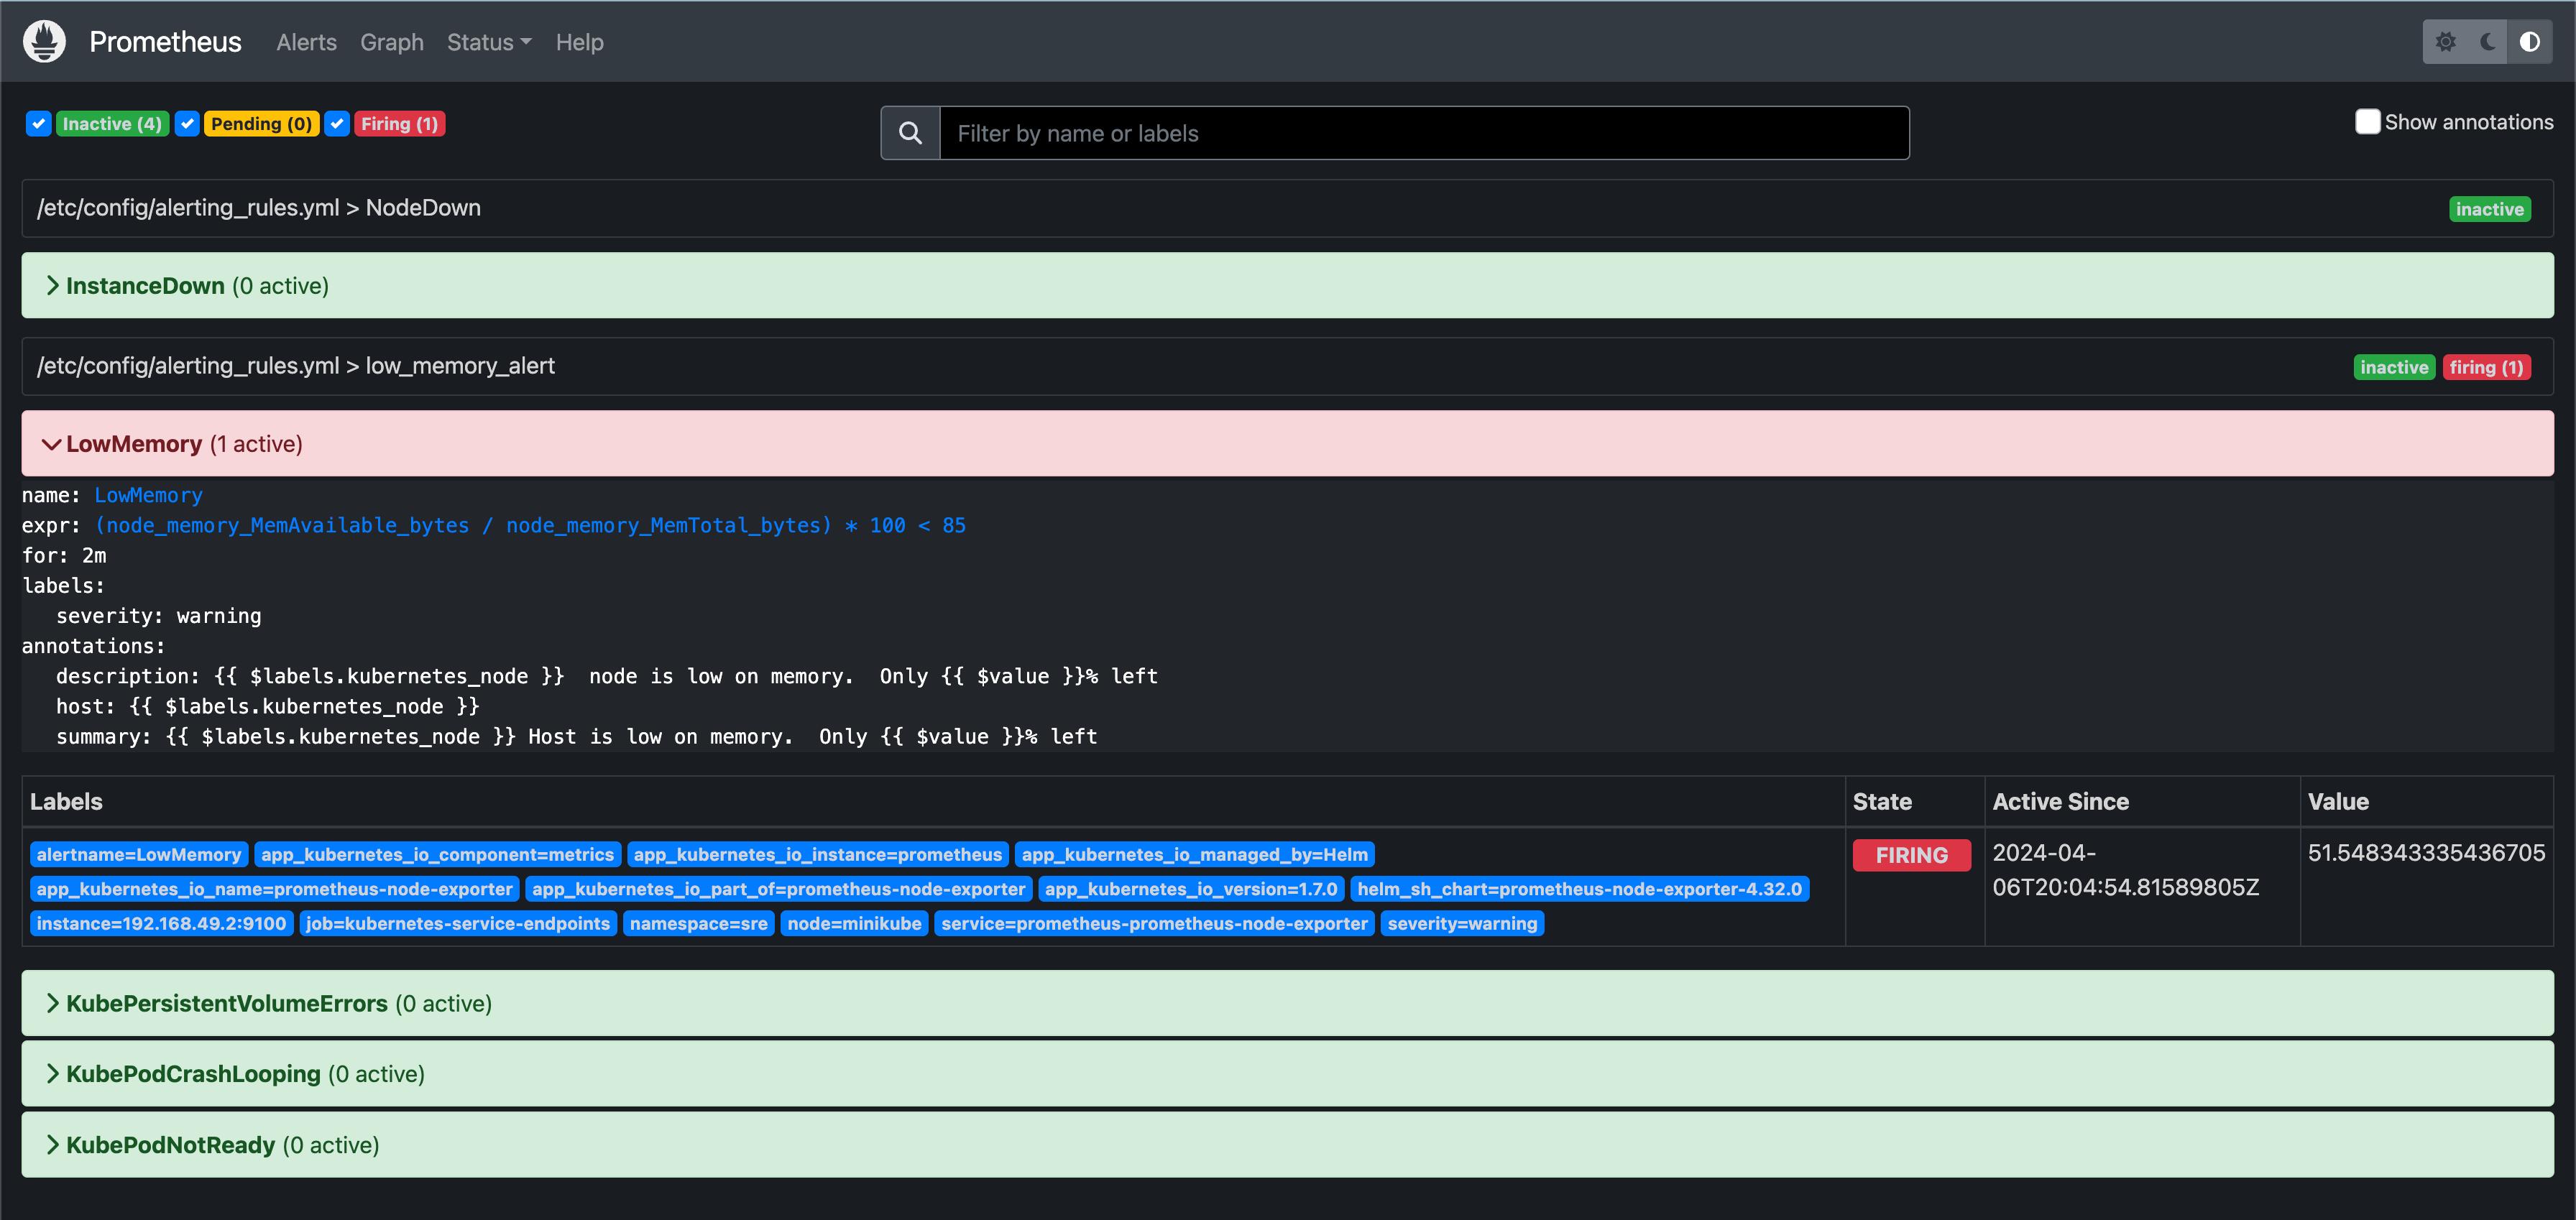 Prometheus Alerts Graph Status Help
Inactive (4) Pending (0) Firing (1) Filter by name or labels Show annotations
/etc/config/alerting_rules.yml > NodeDown inactive
InstanceDown (0 active)
/etc/config/alerting_rules.yml > low_memory_alert inactive firing (1)
LowMemory (1 active)
name: LowMemory
expr: (node_memory_MemAvailable_bytes / node_memory_MemTotal_bytes) * 100 < 85
for: 2m
labels:
severity: warning
annotations:
description: {{ $labels.kubernetes_node }}  node is low on memory.  Only {{ $value }}% left
host: {{ $labels.kubernetes_node }}
summary: {{ $labels.kubernetes_node }} Host is low on memory.  Only {{ $value }}% left
Labels State Active Since Value
alertname=LowMemory app_kubernetes_io_component=metrics app_kubernetes_io_instance=prometheus app_kubernetes_io_managed_by=Helm
app_kubernetes_io_name=prometheus-node-exporter app_kubernetes_io_part_of=prometheus-node-exporter app_kubernetes_io_version=1.7.0 helm_sh_chart=prometheus-node-exporter-4.32.0
instance=192.168.49.2:9100 job=kubernetes-service-endpoints namespace=sre node=minikube service=prometheus-prometheus-node-exporter severity=warning
FIRING
2024-04-
06T20:04:54.81589805Z
51.548343335436705
KubePersistentVolumeErrors (0 active)
KubePodCrashLooping (0 active)
KubePodNotReady (0 active)